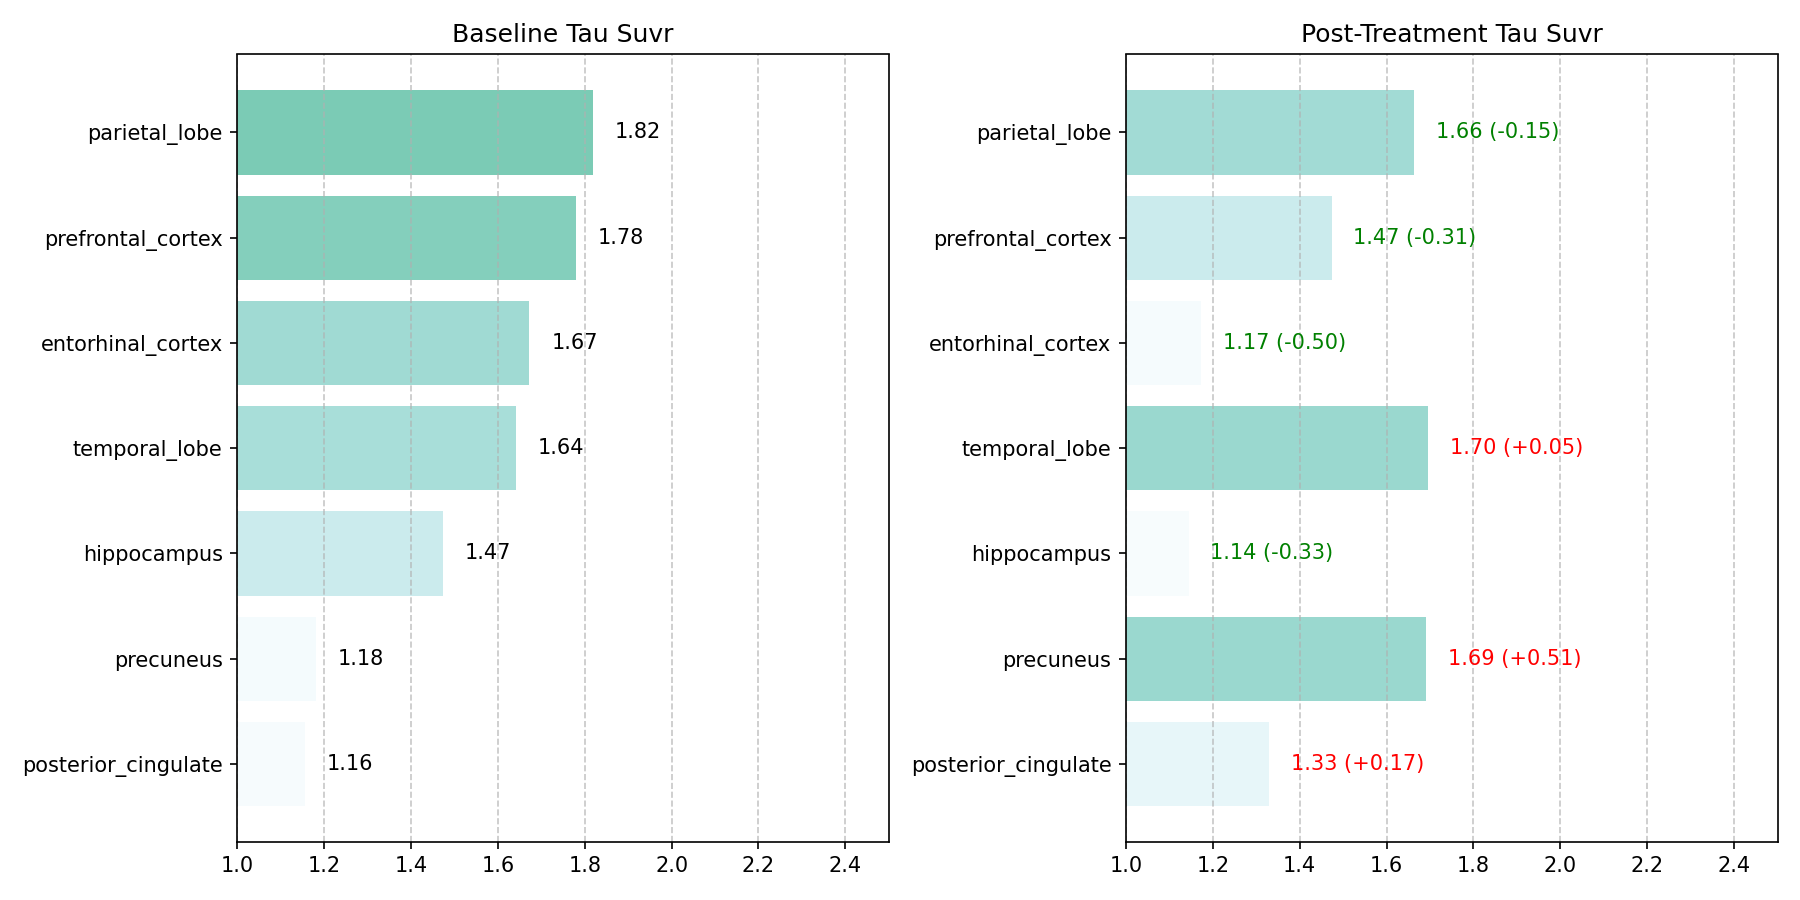 Baseline Tau Suvr
parietal_lobe 1.82
prefrontal_cortex 1.78
entorhinal_cortex 1.67
temporal_lobe 1.64
hippocampus 1.47
precuneus 1.18
posterior_cingulate 1.16
1.0 1.2 1.4 1.6 1.8 2.0 2.2 2.4
Post-Treatment Tau Suvr
parietal_lobe 1.66 (-0.15)
prefrontal_cortex 1.47 (-0.31)
entorhinal_cortex 1.17 (-0.50)
temporal_lobe 1.70 (+0.05)
hippocampus 1.14 (-0.33)
precuneus 1.69 (+0.51)
posterior_cingulate 1.33 (+0.17)
1.0 1.2 1.4 1.6 1.8 2.0 2.2 2.4